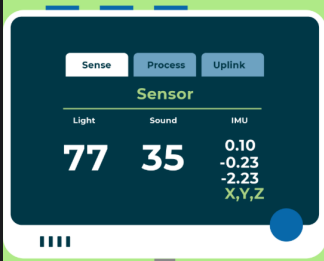 Sense Process Uplink
Sensor
Light Sound IMU
77 35 0.10
-0.23
-2.23
X,Y,Z